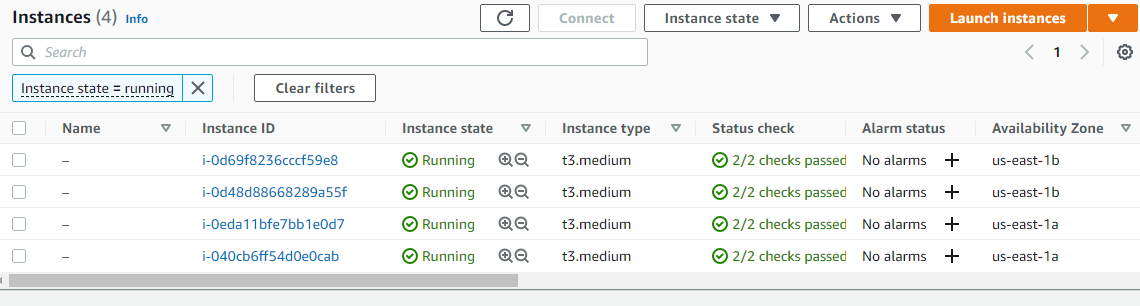 Instances (4) Info Connect Instance state Actions Launch instances
Search 1
Instance state = running Clear filters
Name Instance ID Instance state Instance type Status check Alarm status Availability Zone
– i-0d69f8236cccf59e8 Running t3.medium 2/2 checks passed No alarms us-east-1b
– i-0d48d88668289a55f Running t3.medium 2/2 checks passed No alarms us-east-1b
– i-0eda11bfe7bb1e0d7 Running t3.medium 2/2 checks passed No alarms us-east-1a
– i-040cb6ff54d0e0cab Running t3.medium 2/2 checks passed No alarms us-east-1a